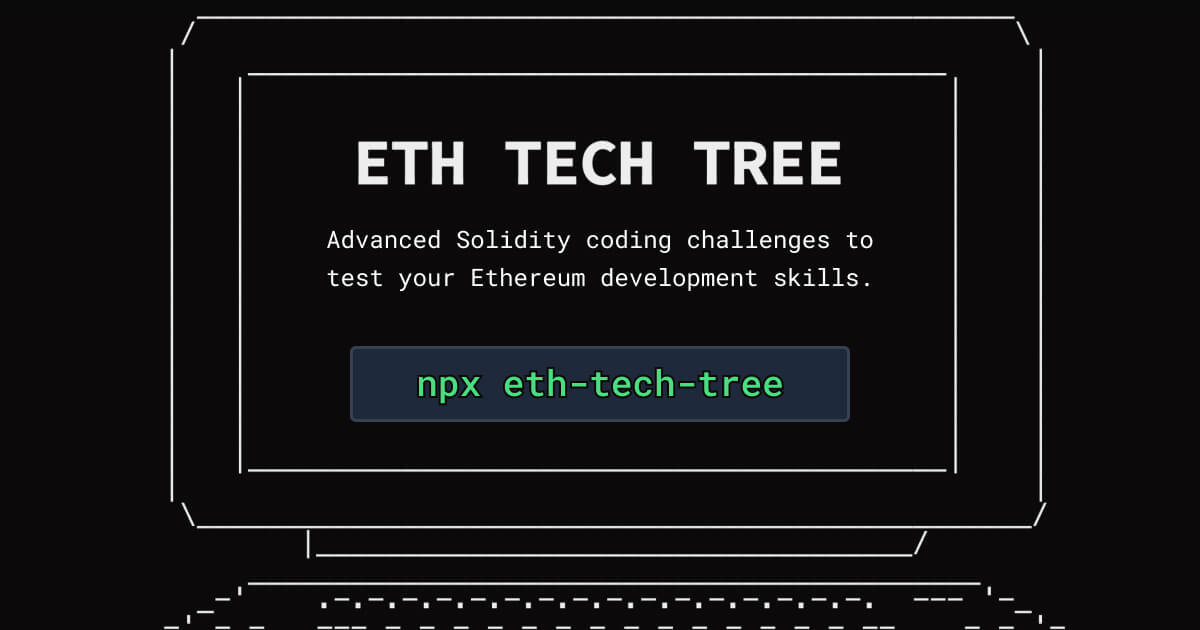 ETH TECH TREE
Advanced Solidity coding challenges to
test your Ethereum development skills.
npx eth-tech-tree